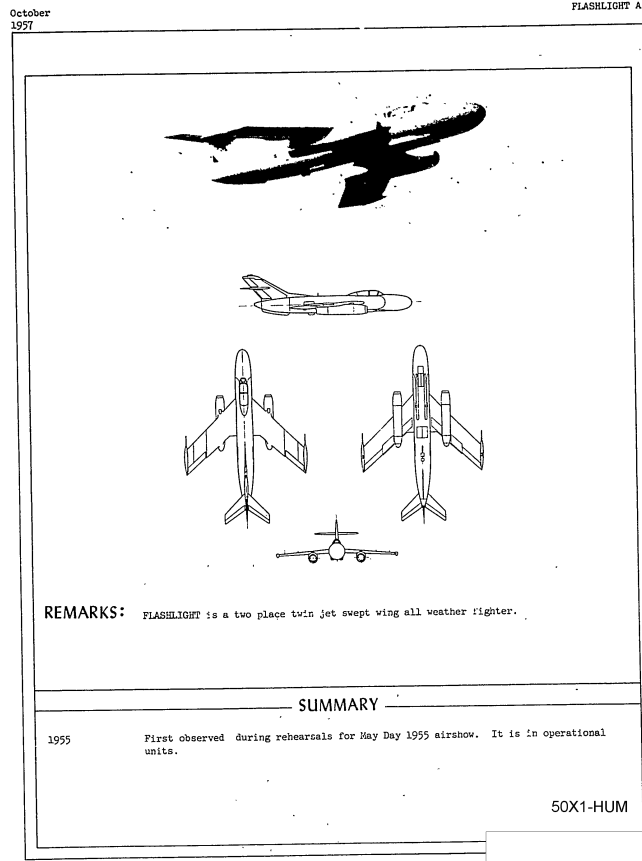 October
1957
FLASHLIGHT A
REMARKS: FLASHLIGHT is a two place twin jet swept wing all weather fighter.
SUMMARY
1955 First observed during rehearsals for May Day 1955 airshow. It is in operational
units.
50X1-HUM